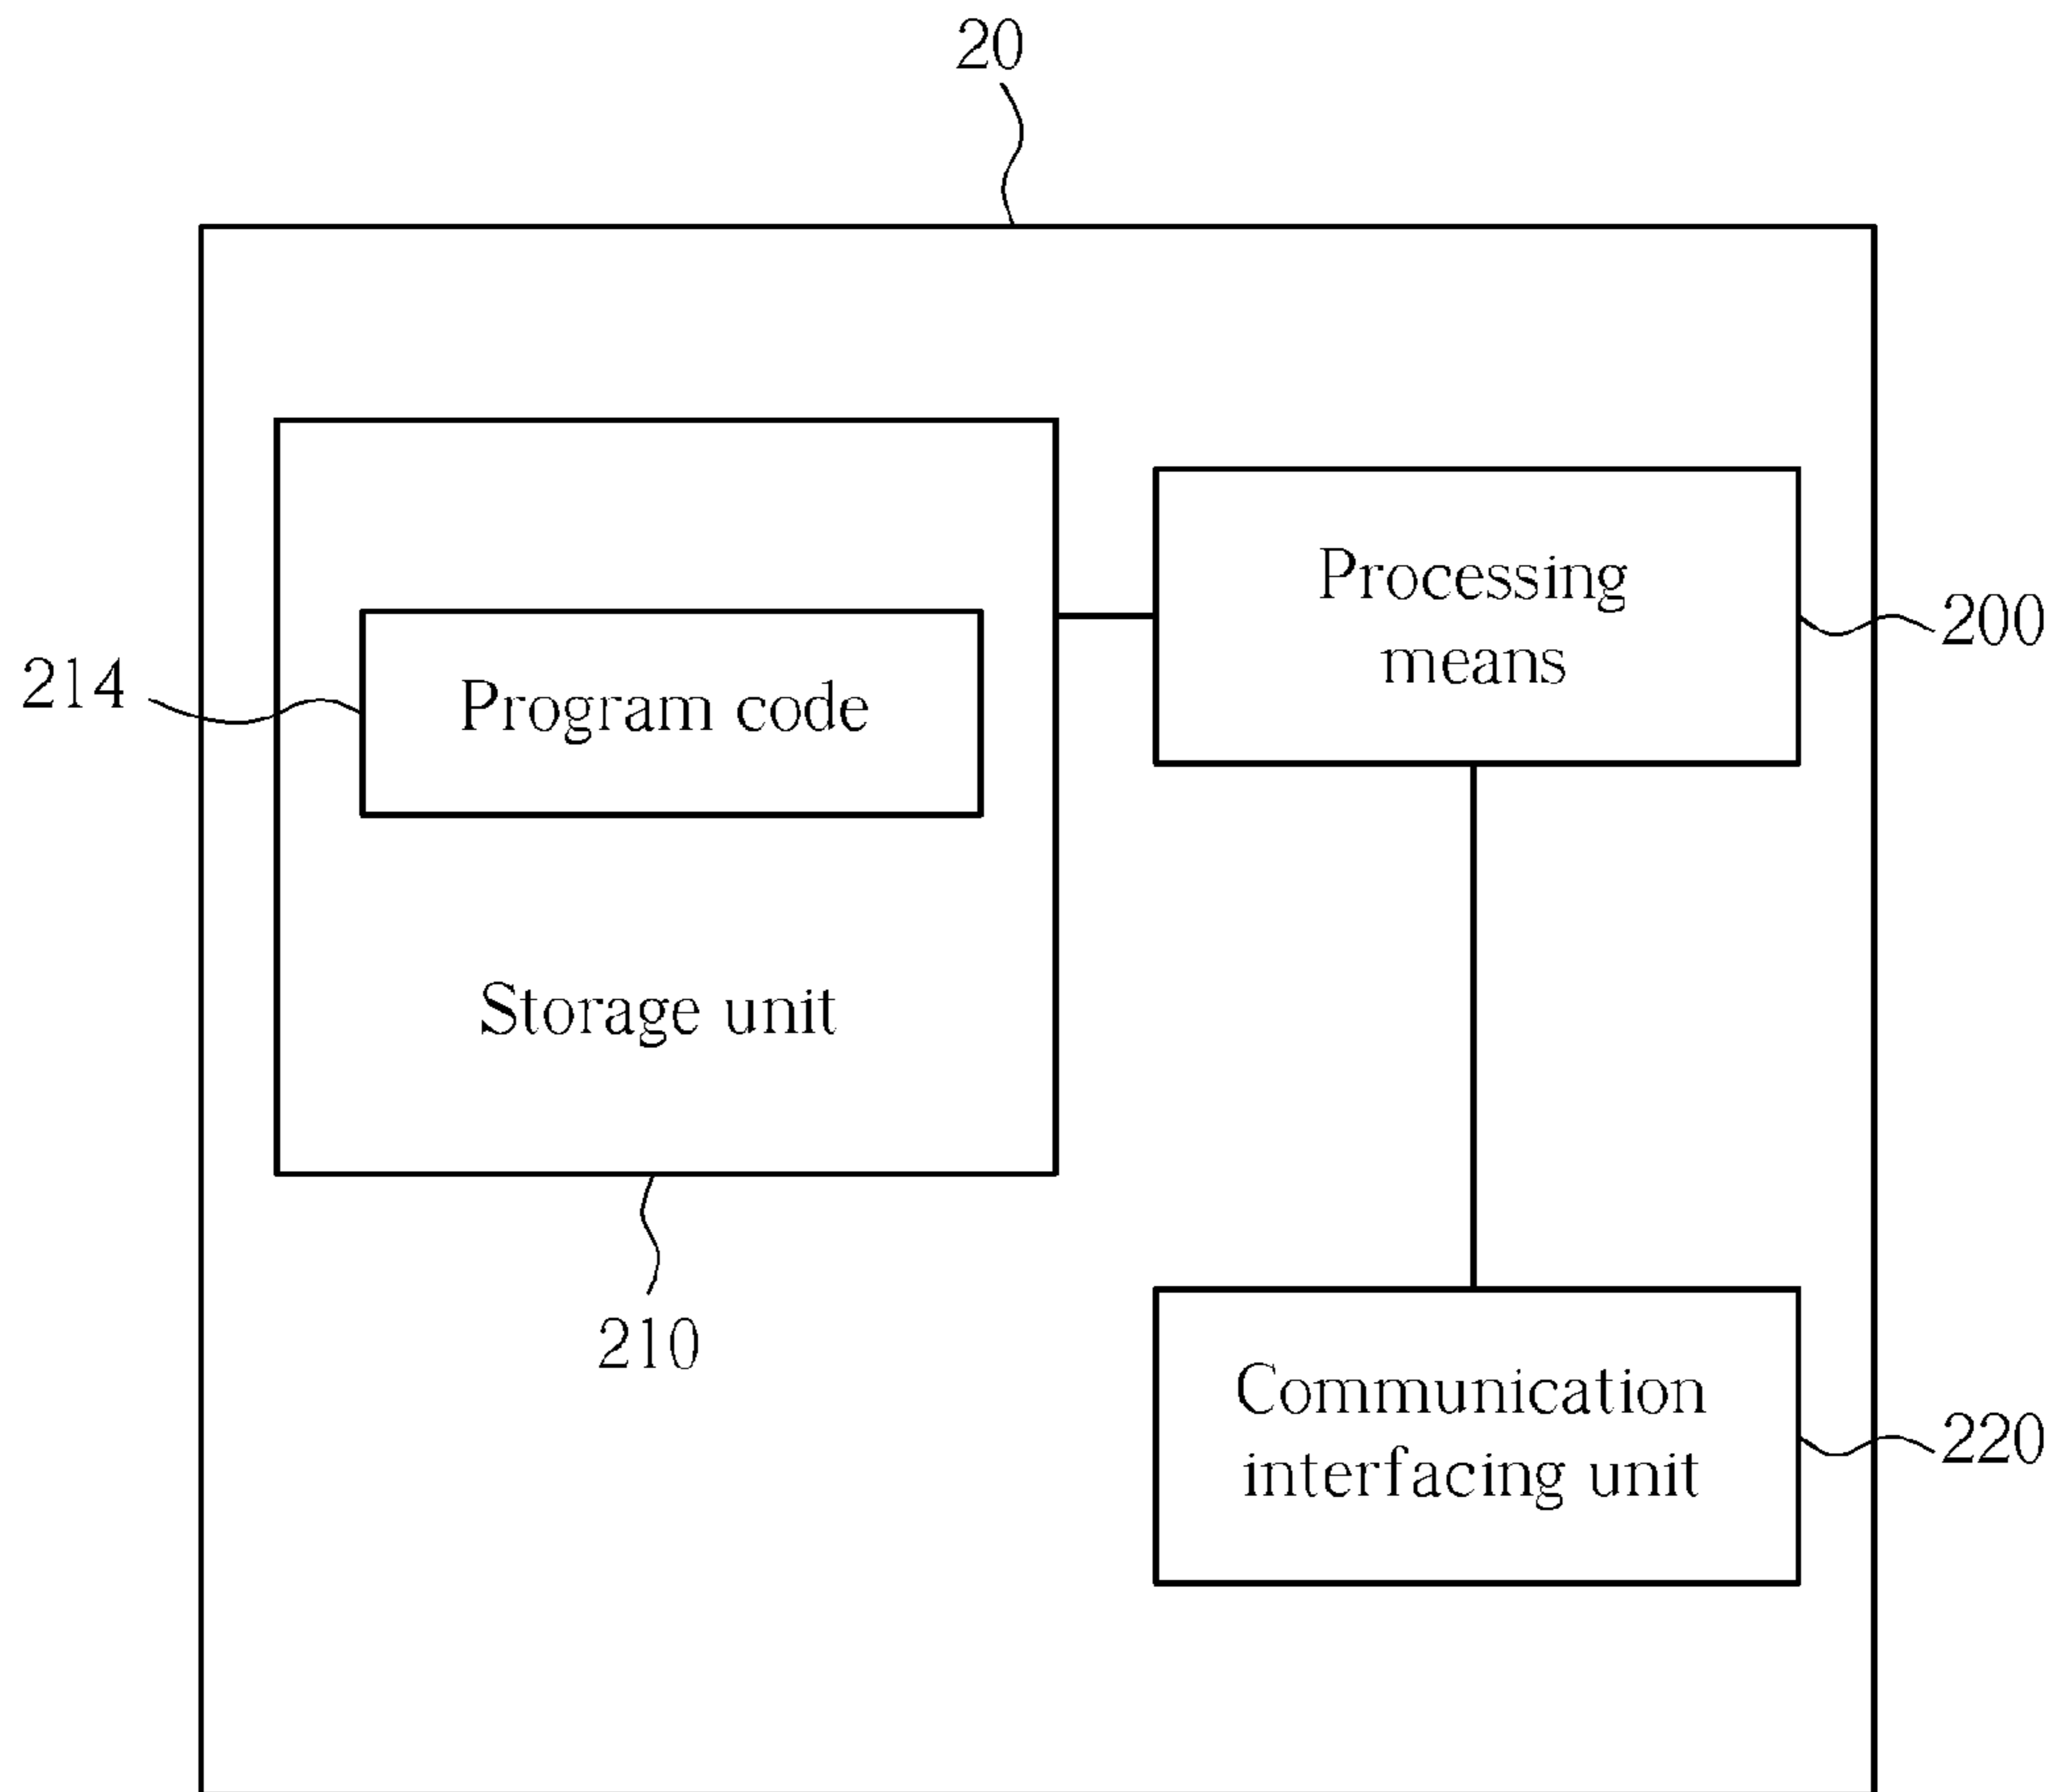 20
Processing
means
200
214
Program code
Storage unit
210
Communication
interfacing unit
220